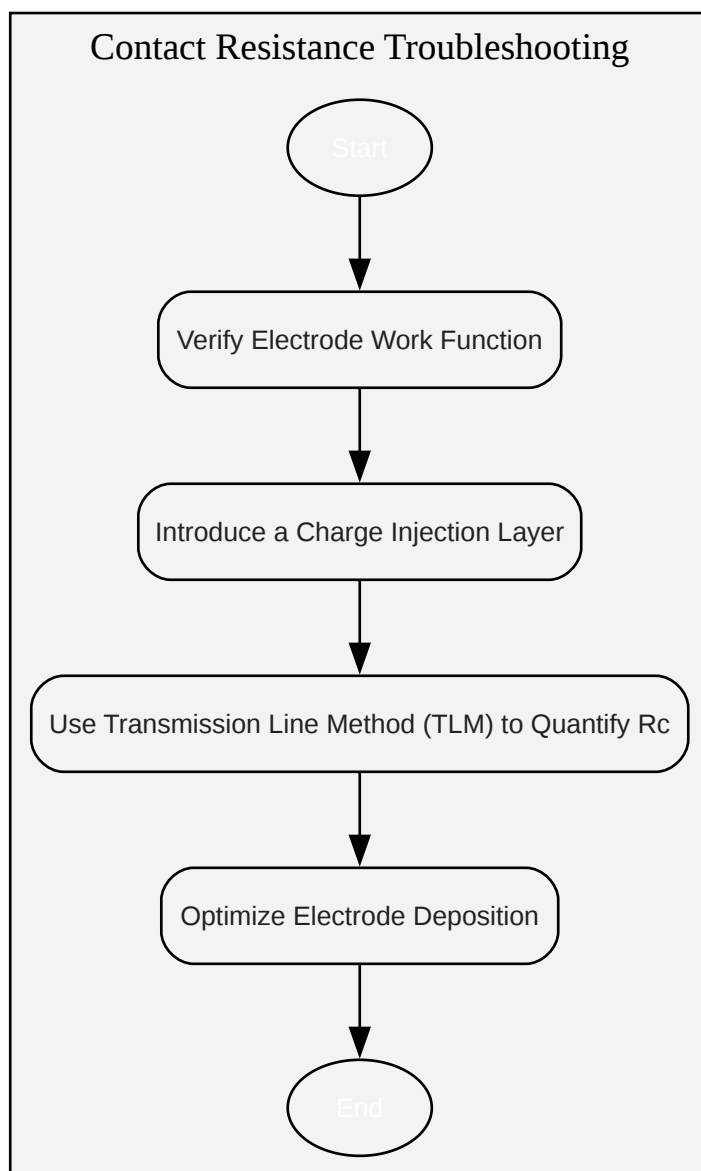 Contact Resistance Troubleshooting
Start
Verify Electrode Work Function
Introduce a Charge Injection Layer
Use Transmission Line Method (TLM) to Quantify Rc
Optimize Electrode Deposition
End